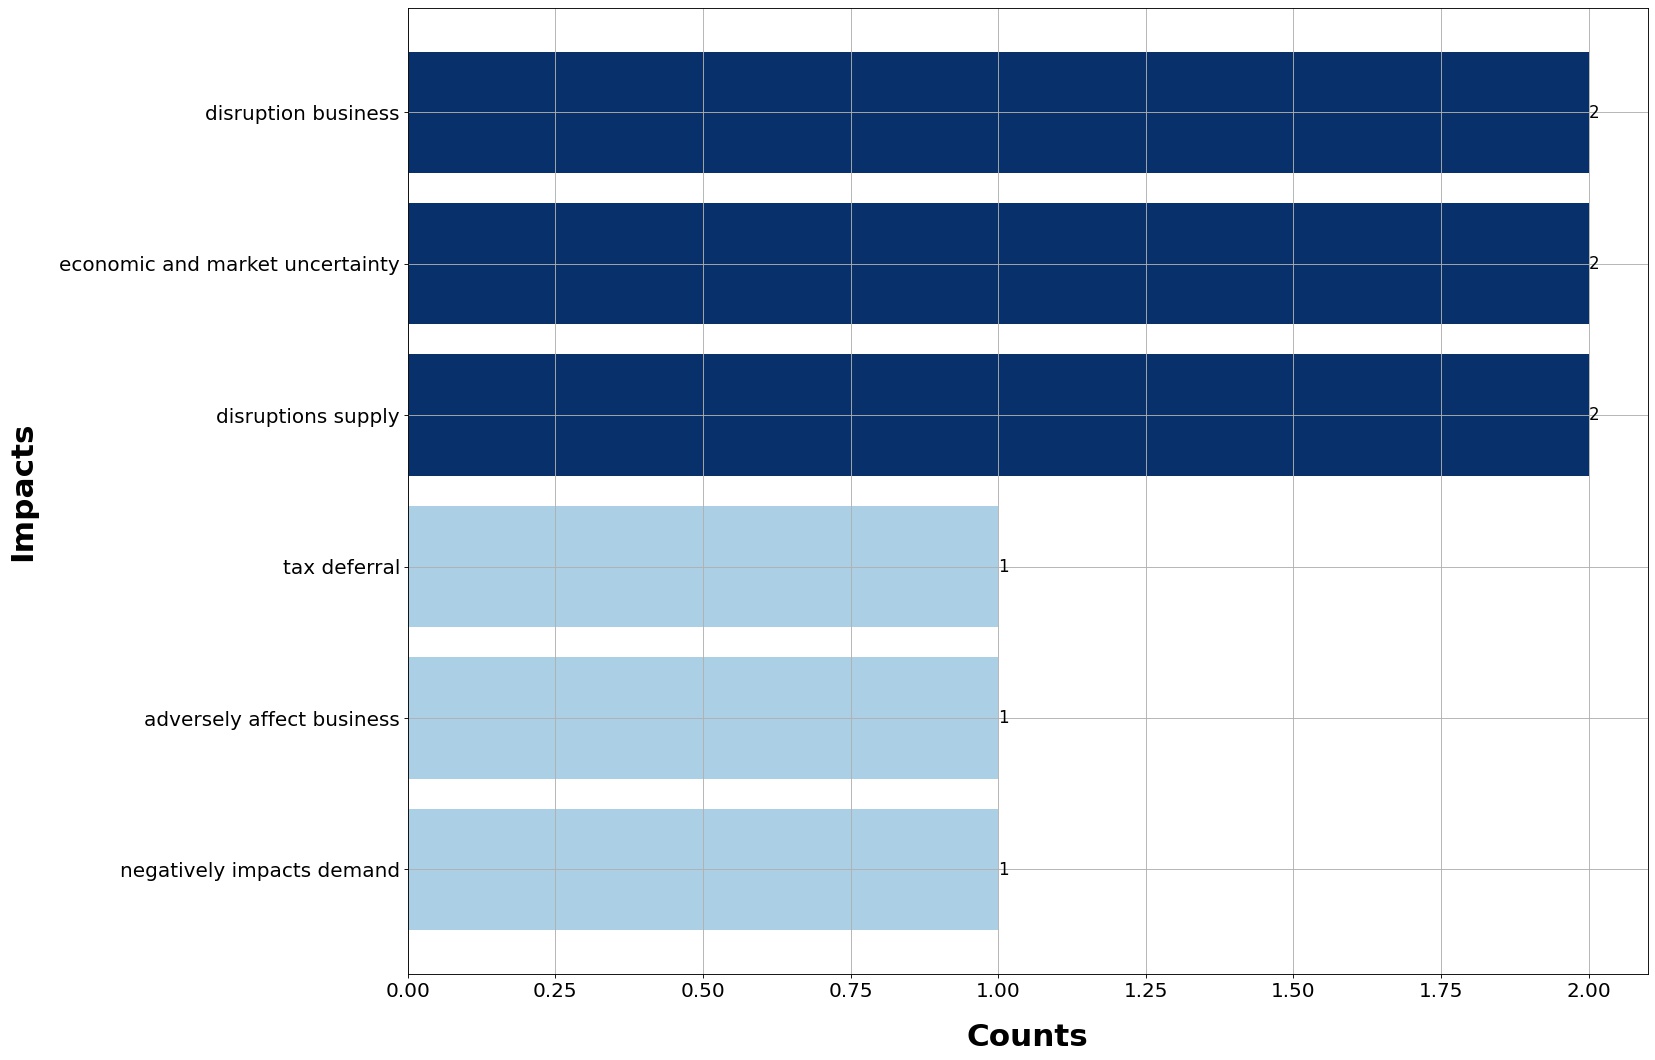 disruption business
2
economic and market uncertainty
2
disruptions supply
2
Impacts
tax deferral
1
adversely affect business
1
negatively impacts demand
1
0.00 0.25 0.50 0.75 1.00 1.25 1.50 1.75 2.00
Counts